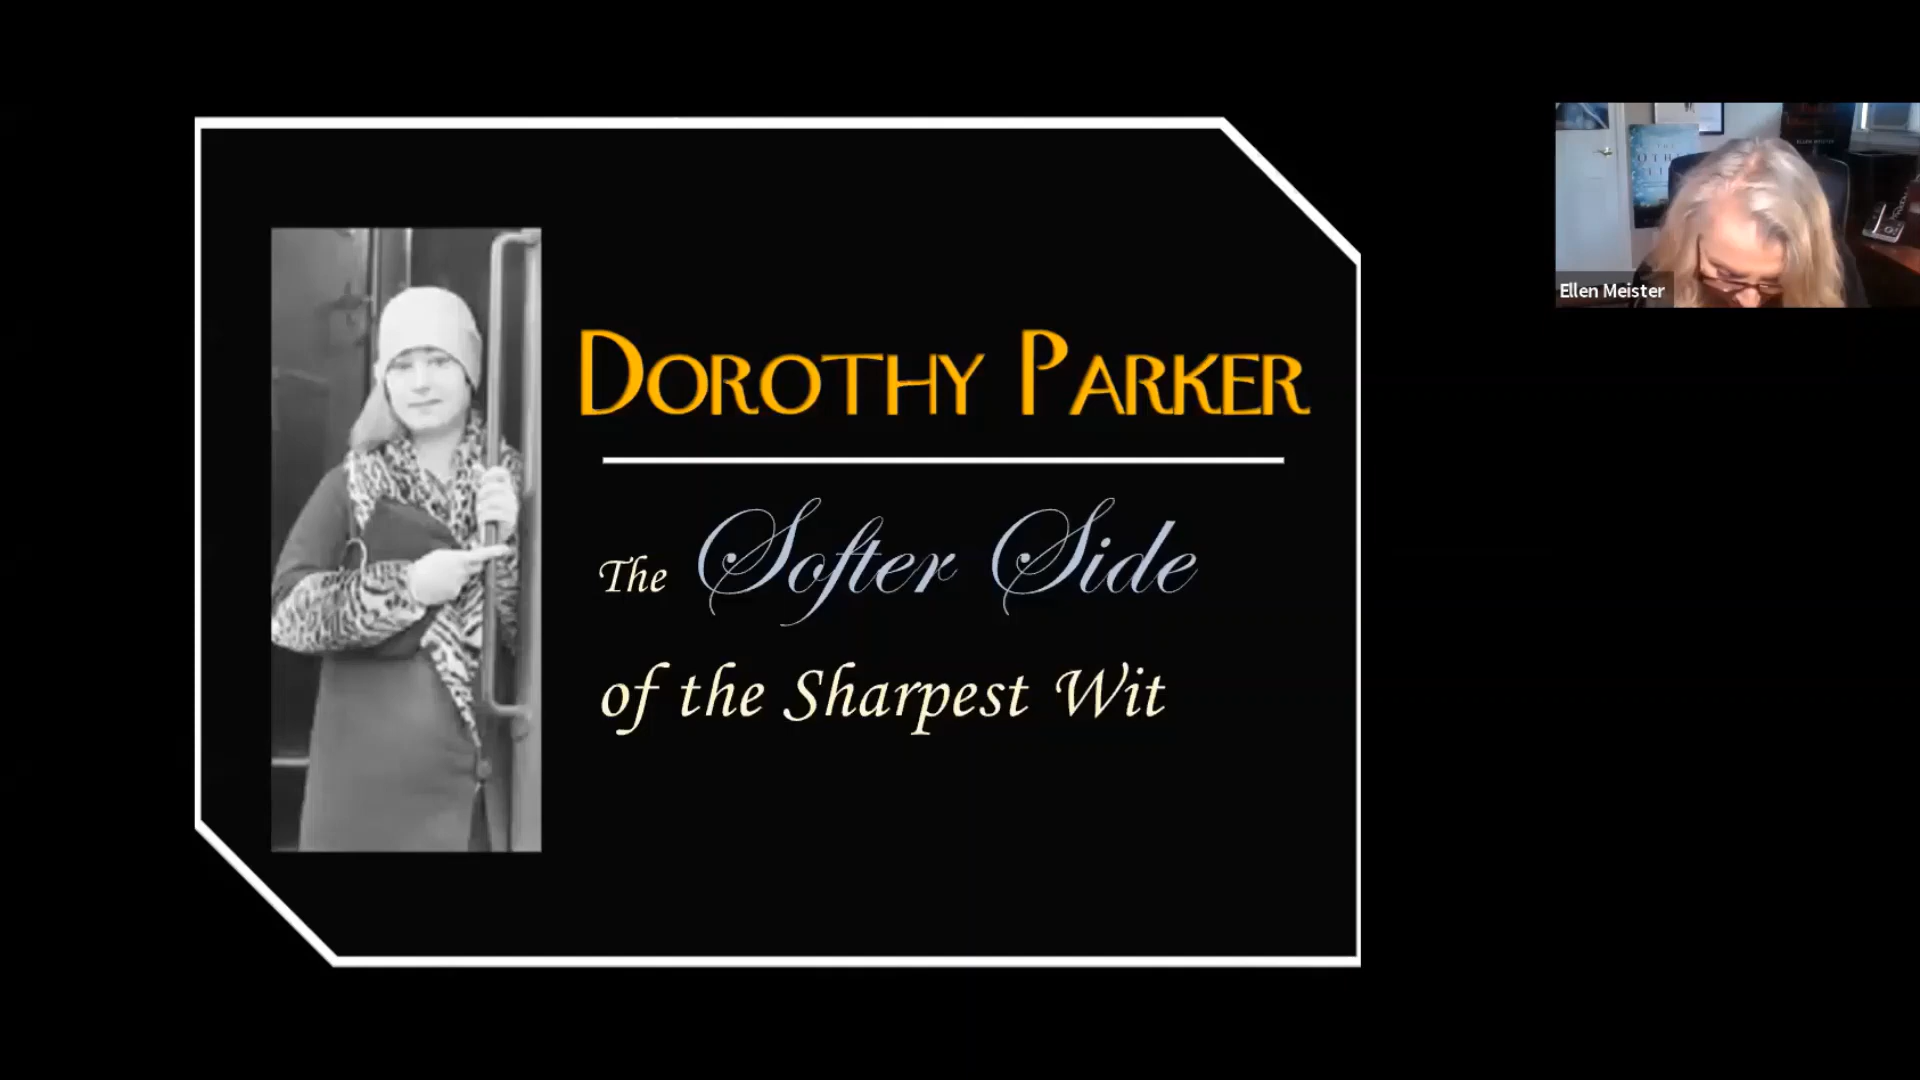 DOROTHY PARKER
The Softer Side
of the Sharpest Wit
Ellen Meister